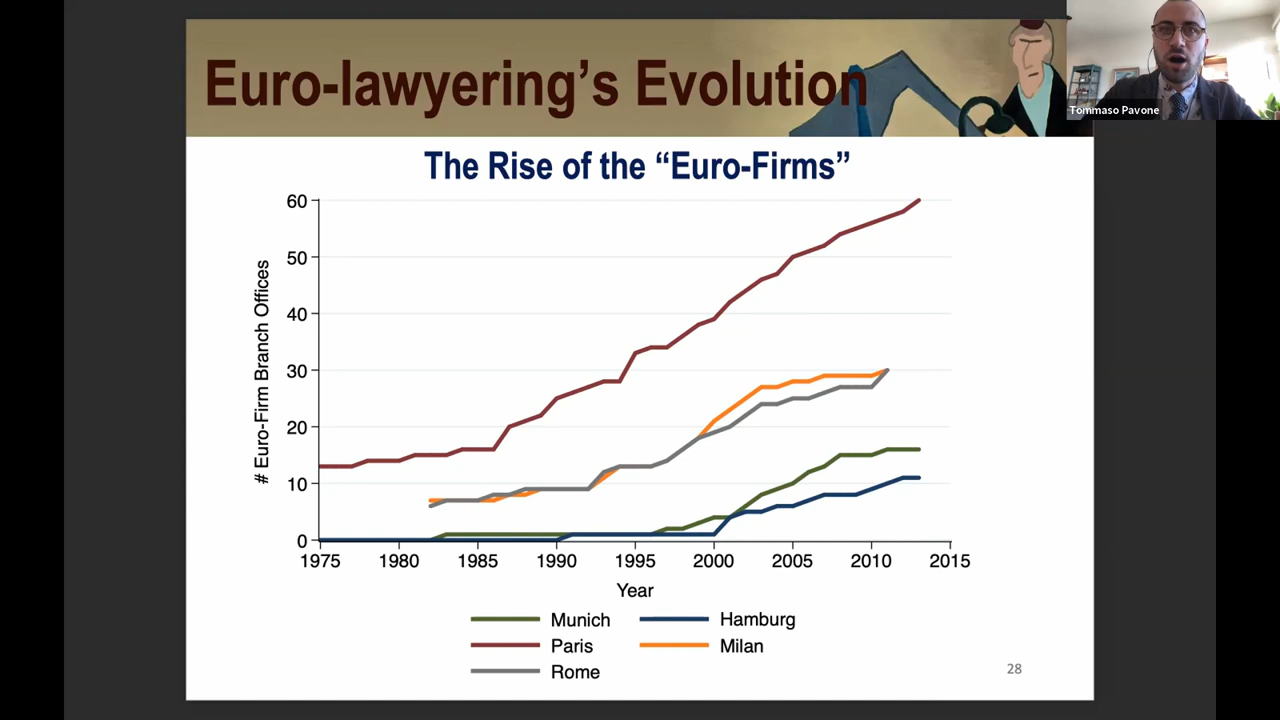 Euro-lawyering’s Evolution
Tommaso Pavone
The Rise of the “Euro-Firms”
# Euro-Firm Branch Offices
60
50
40
30
20
10
0
1975 1980 1985 1990 1995 2000 2005 2010 2015
Year
Munich Hamburg
Paris Milan
Rome
28